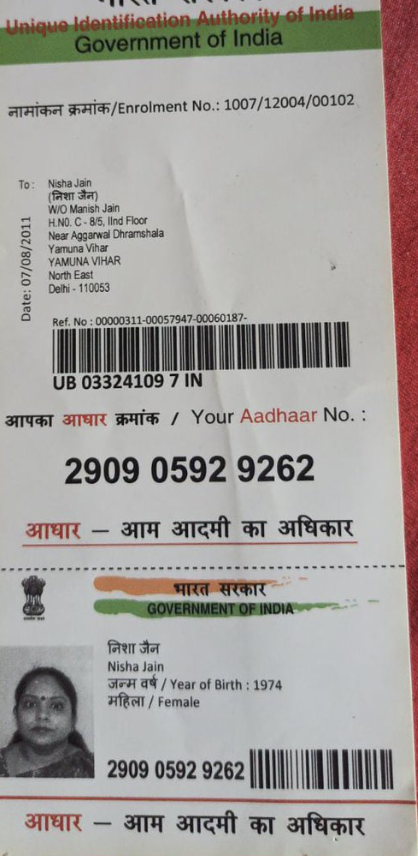 Unique Identification Authority of India
Government of India
नामांकन क्रमांक/Enrolment No.: 1007/12004/00102
To:
Nisha Jain
(निशा जैन)
W/O Manish Jain
H.N0. C - 8/5, IInd Floor
Near Aggarwal Dhramshala
Yamuna Vihar
YAMUNA VIHAR
North East
Delhi - 110053
Date: 07/08/2011
Ref. No : 00000311-00057947-00060187-
UB 03324109 7 IN
आपका आधार क्रमांक / Your Aadhaar No. :
2909 0592 9262
आधार – आम आदमी का अधिकार
भारत सरकार
GOVERNMENT OF INDIA
निशा जैन
Nisha Jain
जन्म वर्ष / Year of Birth : 1974
महिला / Female
2909 0592 9262
आधार – आम आदमी का अधिकार